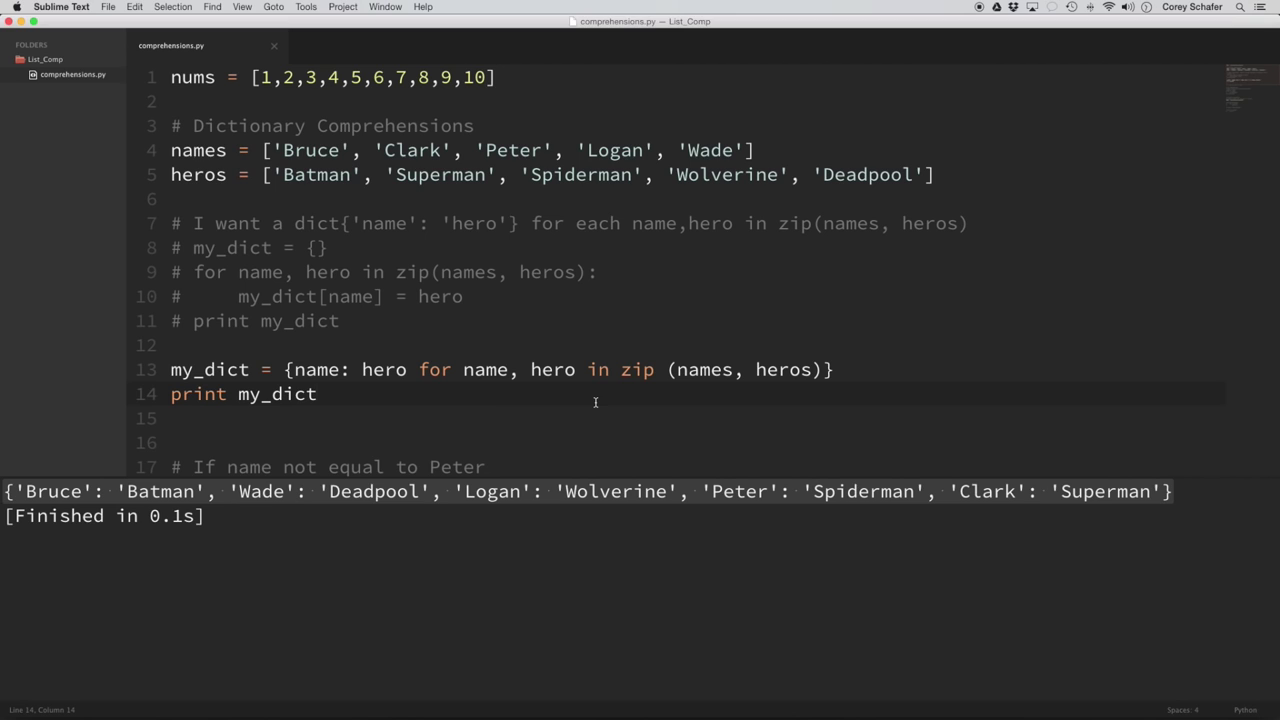 Sublime Text File Edit Selection Find View Goto Tools Project Window Help Corey Schafer
comprehensions.py — List_Comp
FOLDERS
List_Comp
comprehensions.py
comprehensions.py
1 nums = [1,2,3,4,5,6,7,8,9,10]
2
3 # Dictionary Comprehensions
4 names = ['Bruce', 'Clark', 'Peter', 'Logan', 'Wade']
5 heros = ['Batman', 'Superman', 'Spiderman', 'Wolverine', 'Deadpool']
6
7 # I want a dict{'name': 'hero'} for each name,hero in zip(names, heros)
8 # my_dict = {}
9 # for name, hero in zip(names, heros):
10 #     my_dict[name] = hero
11 # print my_dict
12
13 my_dict = {name: hero for name, hero in zip (names, heros)}
14 print my_dict
15
16
17 # If name not equal to Peter
{'Bruce': 'Batman', 'Wade': 'Deadpool', 'Logan': 'Wolverine', 'Peter': 'Spiderman', 'Clark': 'Superman'}
[Finished in 0.1s]
Line 14, Column 14 Spaces: 4 Python